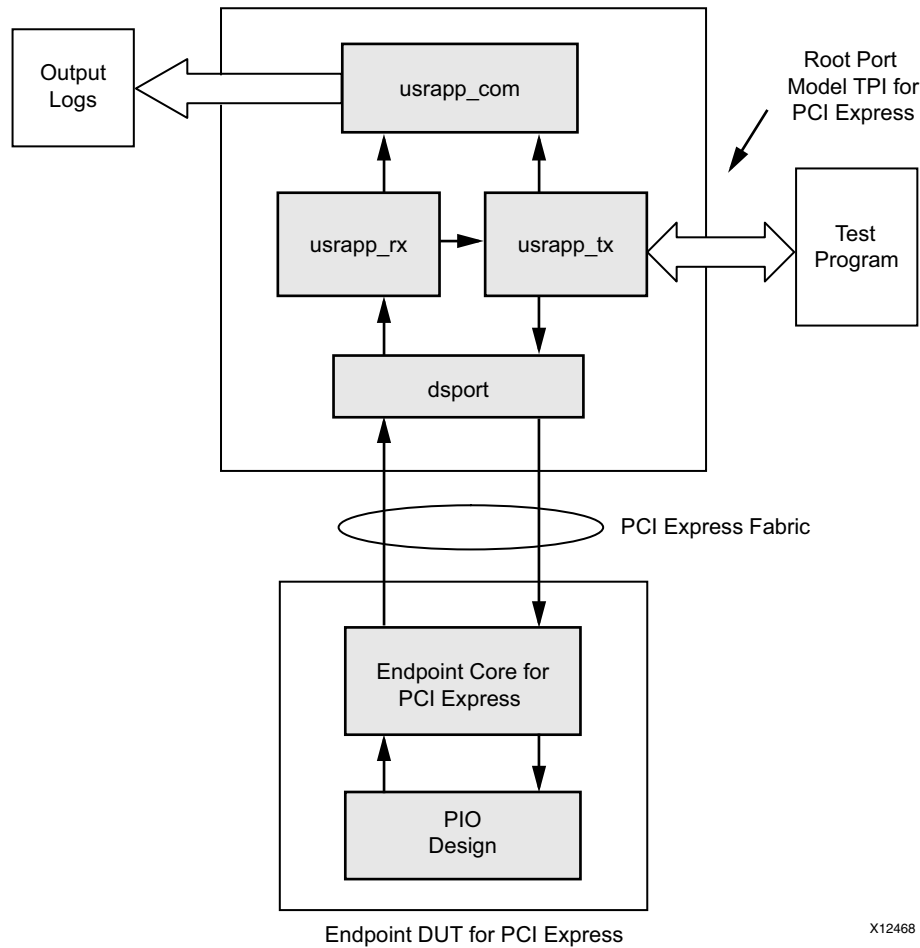 Output
Logs
usrapp_com
Root Port
Model TPI for
PCI Express
usrapp_rx
usrapp_tx
Test
Program
dsport
PCI Express Fabric
Endpoint Core for
PCI Express
PIO
Design
Endpoint DUT for PCI Express
X12468